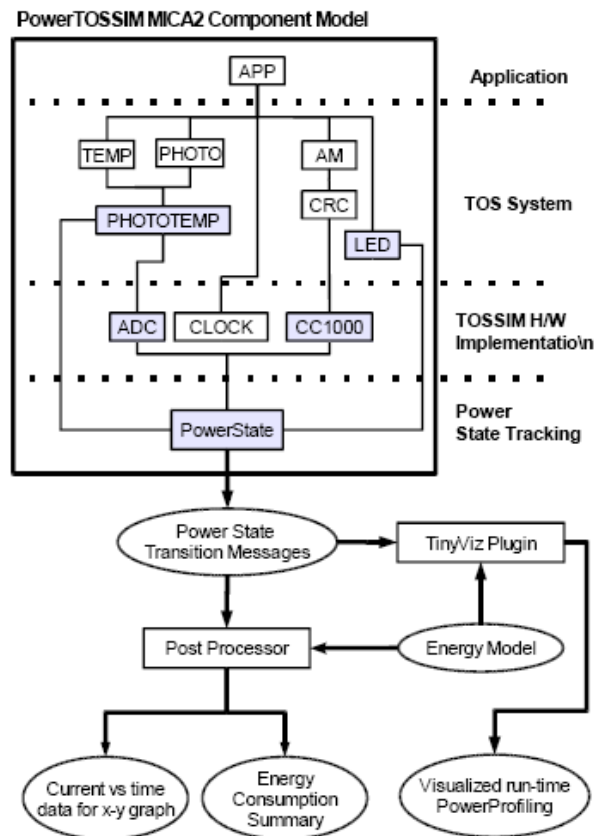 PowerTOSSIM MICA2 Component Model
APP
Application
TEMP
PHOTO
AM
CRC
TOS System
PHOTOTEMP
LED
ADC
CLOCK
CC1000
TOSSIM H/W
Implementatio\n
PowerState
Power
State Tracking
Power State
Transition Messages
TinyViz Plugin
Post Processor
Energy Model
Current vs time
data for x-y graph
Energy
Consumption
Summary
Visualized run-time
PowerProfiling